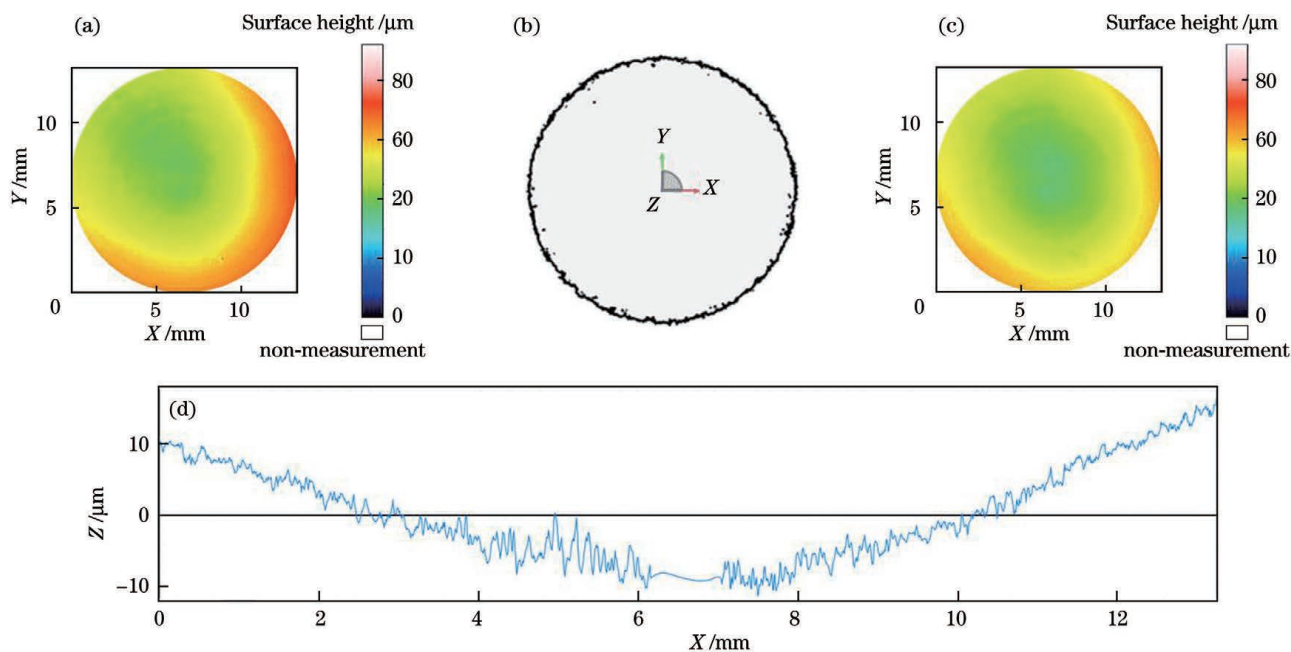 (a)
Surface height /μm
80
60
20
10
0
non-measurement
10
5
0
5
10
Y /mm
X /mm
(b)
Y
X
Z
(c)
Surface height /μm
80
60
20
10
0
non-measurement
10
5
0
5
10
Y /mm
X /mm
(d)
10
0
−10
Z /μm
0
2
4
6
8
10
12
X /mm